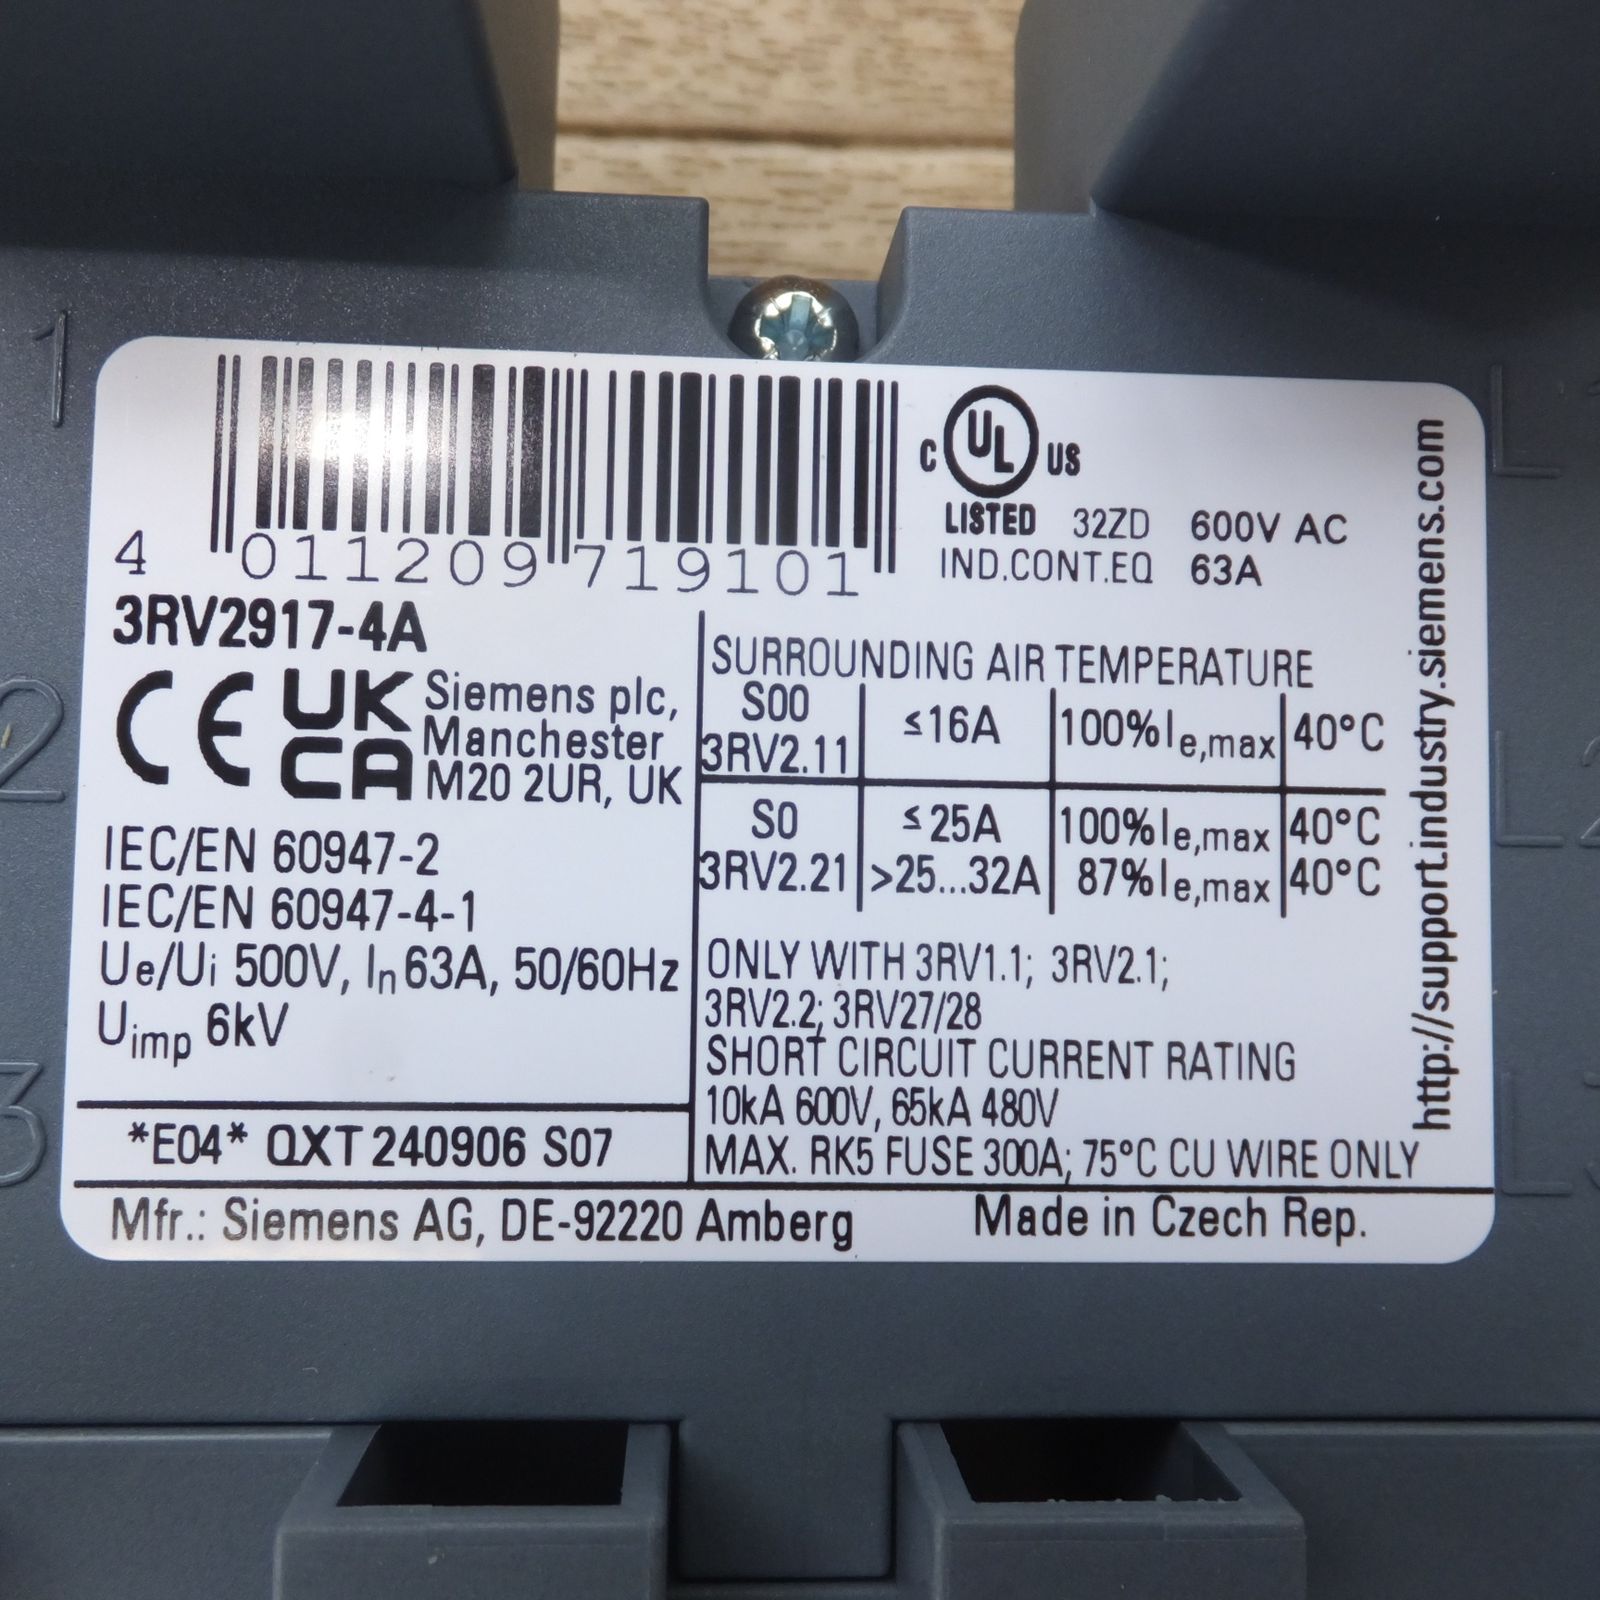 1
2
3
L
L2
L
4 011209 719101
C UL US
LISTED 32ZD 600V AC
IND.CONT.EQ 63A
3RV2917-4A
CE UK CA
Siemens plc,
Manchester
M20 2UR, UK
IEC/EN 60947-2
IEC/EN 60947-4-1
Ue/Ui 500V, In 63A, 50/60Hz
Uimp 6kV
*E04* QXT 240906 S07
SURROUNDING AIR TEMPERATURE
S00 3RV2.11 ≤16A 100%Ie,max 40°C
S0 ≤25A 100%Ie,max 40°C
3RV2.21 >25...32A 87%Ie,max 40°C
ONLY WITH 3RV1.1; 3RV2.1;
3RV2.2; 3RV27/28
SHORT CIRCUIT CURRENT RATING
10kA 600V, 65kA 480V
MAX. RK5 FUSE 300A; 75°C CU WIRE ONLY
Mfr.: Siemens AG, DE-92220 Amberg Made in Czech Rep.
http://support.industry.siemens.com